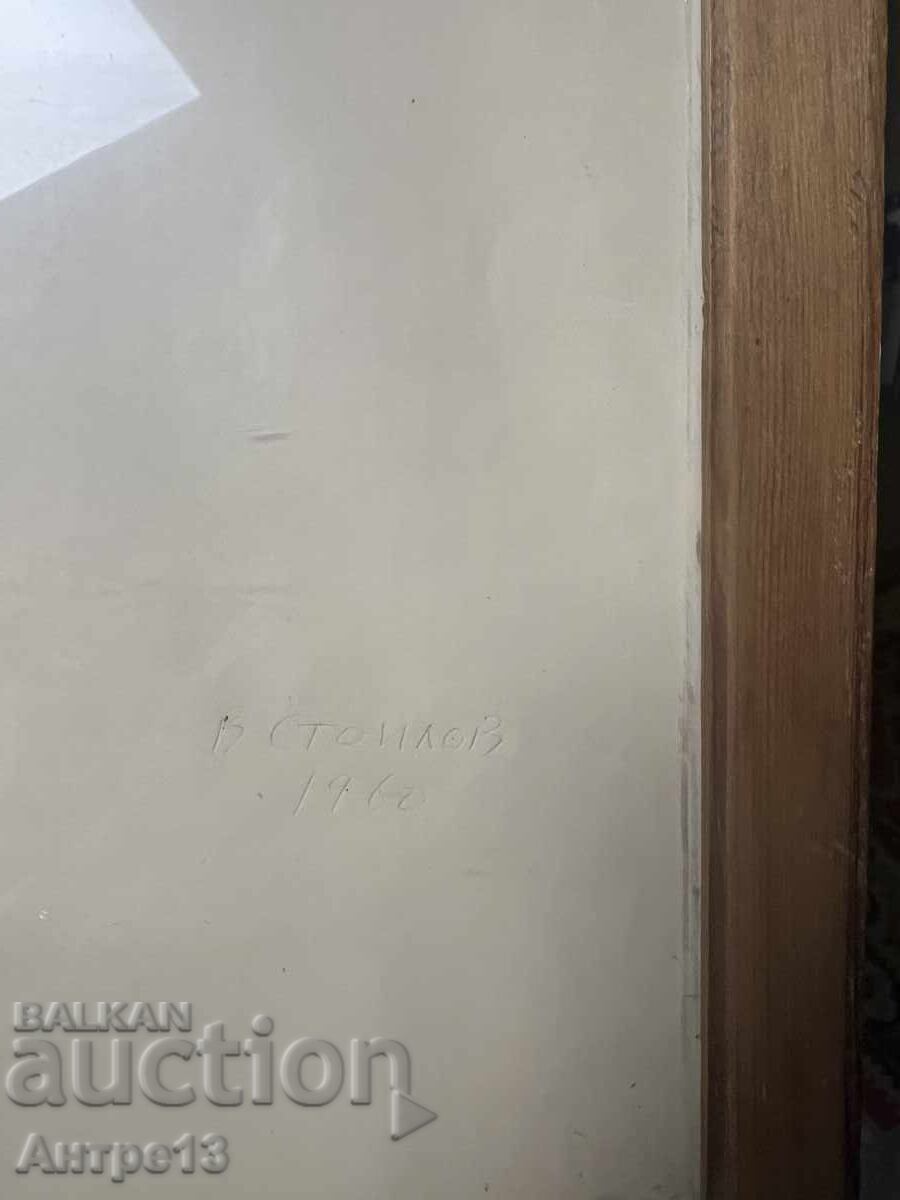 В СТОИЛОВ
1960
BALKAN
auction
Антре13